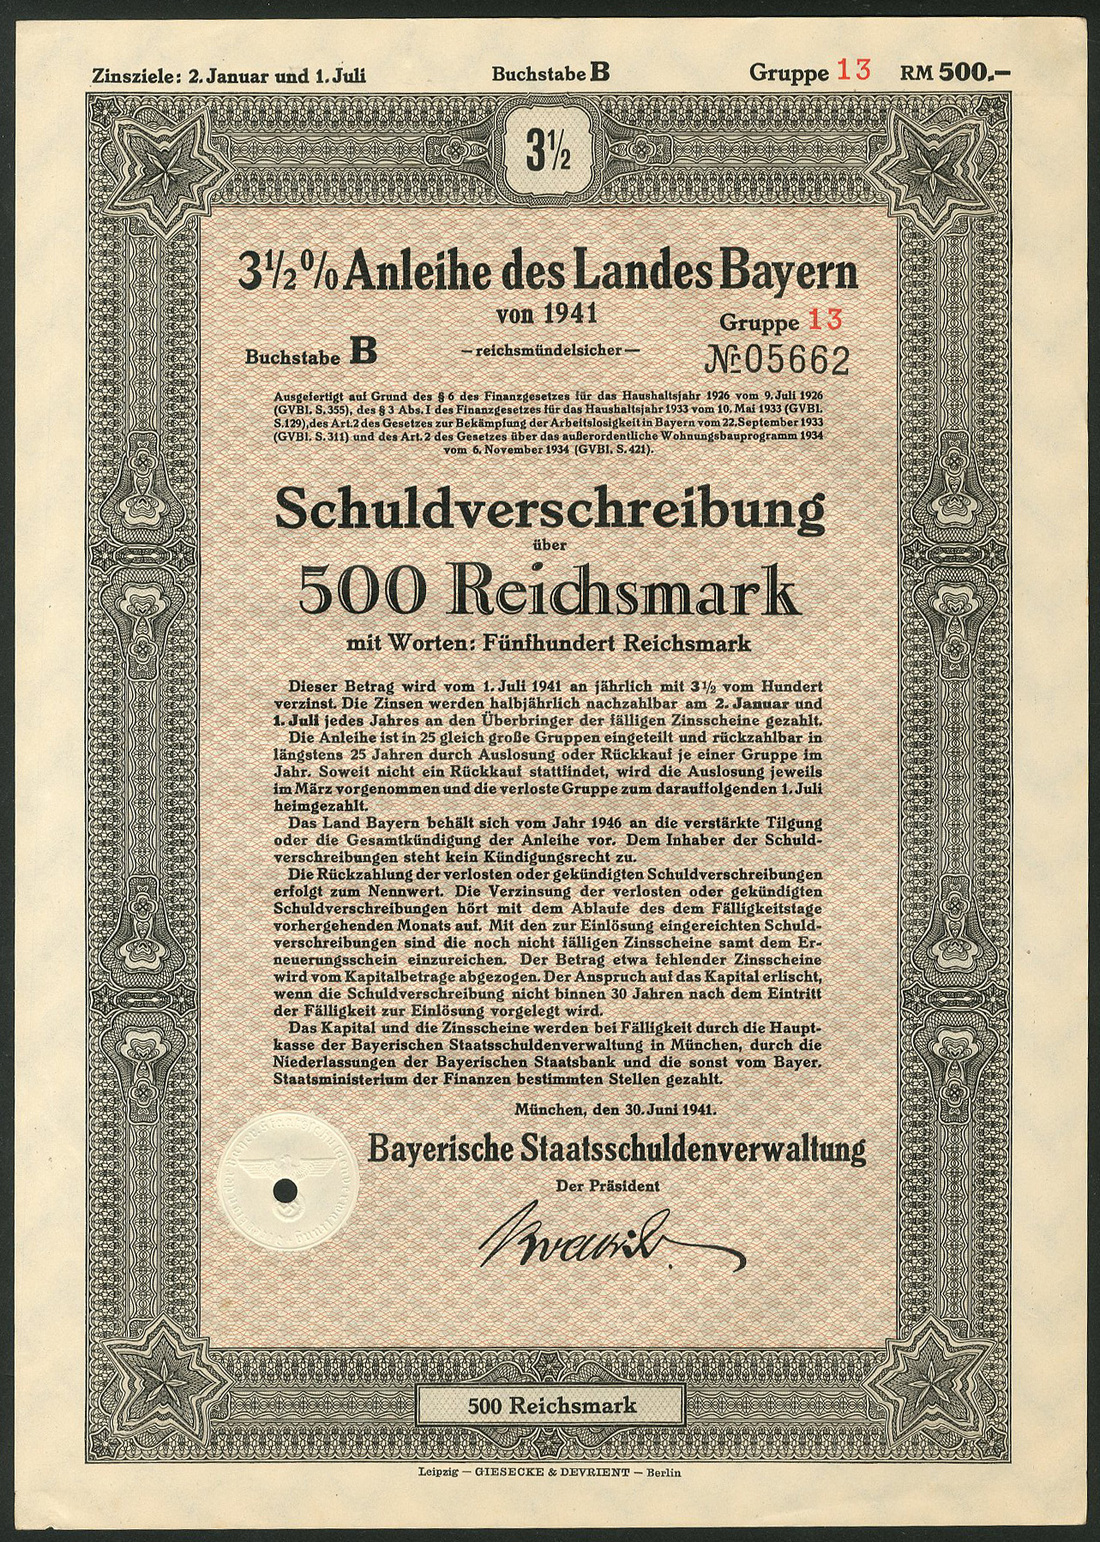 Zinsziele: 2. Januar und 1. Juli
Buchstabe B
Gruppe 13 RM 500.–
3½
3½% Anleihe des Landes Bayern
von 1941
Gruppe 13
Buchstabe B
– reichsmündelsicher –
№ 05662
Ausgefertigt auf Grund des § 6 des Finanzgesetzes für das Haushaltsjahr 1926 vom 9. Juli 1926
(GVBl. S. 355), des § 3 Abs. I des Finanzgesetzes für das Haushaltsjahr 1933 vom 10. Mai 1933 (GVBl.
S. 129), des Art. 2 des Gesetzes zur Bekämpfung der Arbeitslosigkeit in Bayern vom 22. September 1933
(GVBl. S. 311) und des Art. 2 des Gesetzes über das außerordentliche Wohnungsbauprogramm 1934
vom 6. November 1934 (GVBl. S. 421).
Schuldverschreibung
über
500 Reichsmark
mit Worten: Fünfhundert Reichsmark
Dieser Betrag wird vom 1. Juli 1941 an jährlich mit 3½ vom Hundert
verzinst. Die Zinsen werden halbjährlich nachzahlbar am 2. Januar und
1. Juli jedes Jahres an den Überbringer der fälligen Zinsscheine gezahlt.
Die Anleihe ist in 25 gleich große Gruppen eingeteilt und rückzahlbar in
längstens 25 Jahren durch Auslosung oder Rückkauf je einer Gruppe im
Jahr. Soweit nicht ein Rückkauf stattfindet, wird die Auslosung jeweils
im März vorgenommen und die verloste Gruppe zum darauffolgenden 1. Juli
heimgezahlt.
Das Land Bayern behält sich vom Jahr 1946 an die verstärkte Tilgung
oder die Gesamtkündigung der Anleihe vor. Dem Inhaber der Schuld-
verschreibungen steht kein Kündigungsrecht zu.
Die Rückzahlung der verlosten oder gekündigten Schuldverschreibungen
erfolgt zum Nennwert. Die Verzinsung der verlosten oder gekündigten
Schuldverschreibungen hört mit dem Ablaufe des dem Fälligkeitstage
vorhergehenden Monats auf. Mit den zur Einlösung eingereichten Schuld-
verschreibungen sind die noch nicht fälligen Zinsscheine samt dem Er-
neuerungsschein einzureichen. Der Betrag etwa fehlender Zinsscheine
wird vom Kapitalbetrage abgezogen. Der Anspruch auf das Kapital erlischt,
wenn die Schuldverschreibung nicht binnen 30 Jahren nach dem Eintritt
der Fälligkeit zur Einlösung vorgelegt wird.
Das Kapital und die Zinsscheine werden bei Fälligkeit durch die Haupt-
kasse der Bayerischen Staatsschuldenverwaltung in München, durch die
Niederlassungen der Bayerischen Staatsbank und die sonst vom Bayer.
Staatsministerium der Finanzen bestimmten Stellen gezahlt.
München, den 30. Juni 1941.
Bayerische Staatsschuldenverwaltung
Der Präsident
500 Reichsmark
Leipzig – GIESECKE & DEVRIENT – Berlin